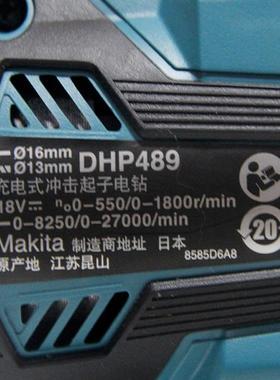 Ø16mm
Ø13mm DHP489
充电式冲击起子电钻
18V⎓ n₀0-550/0-1800r/min
0-8250/0-27000/min
Makita 制造商地址 日本
原产地 江苏昆山 8585D6A8
20